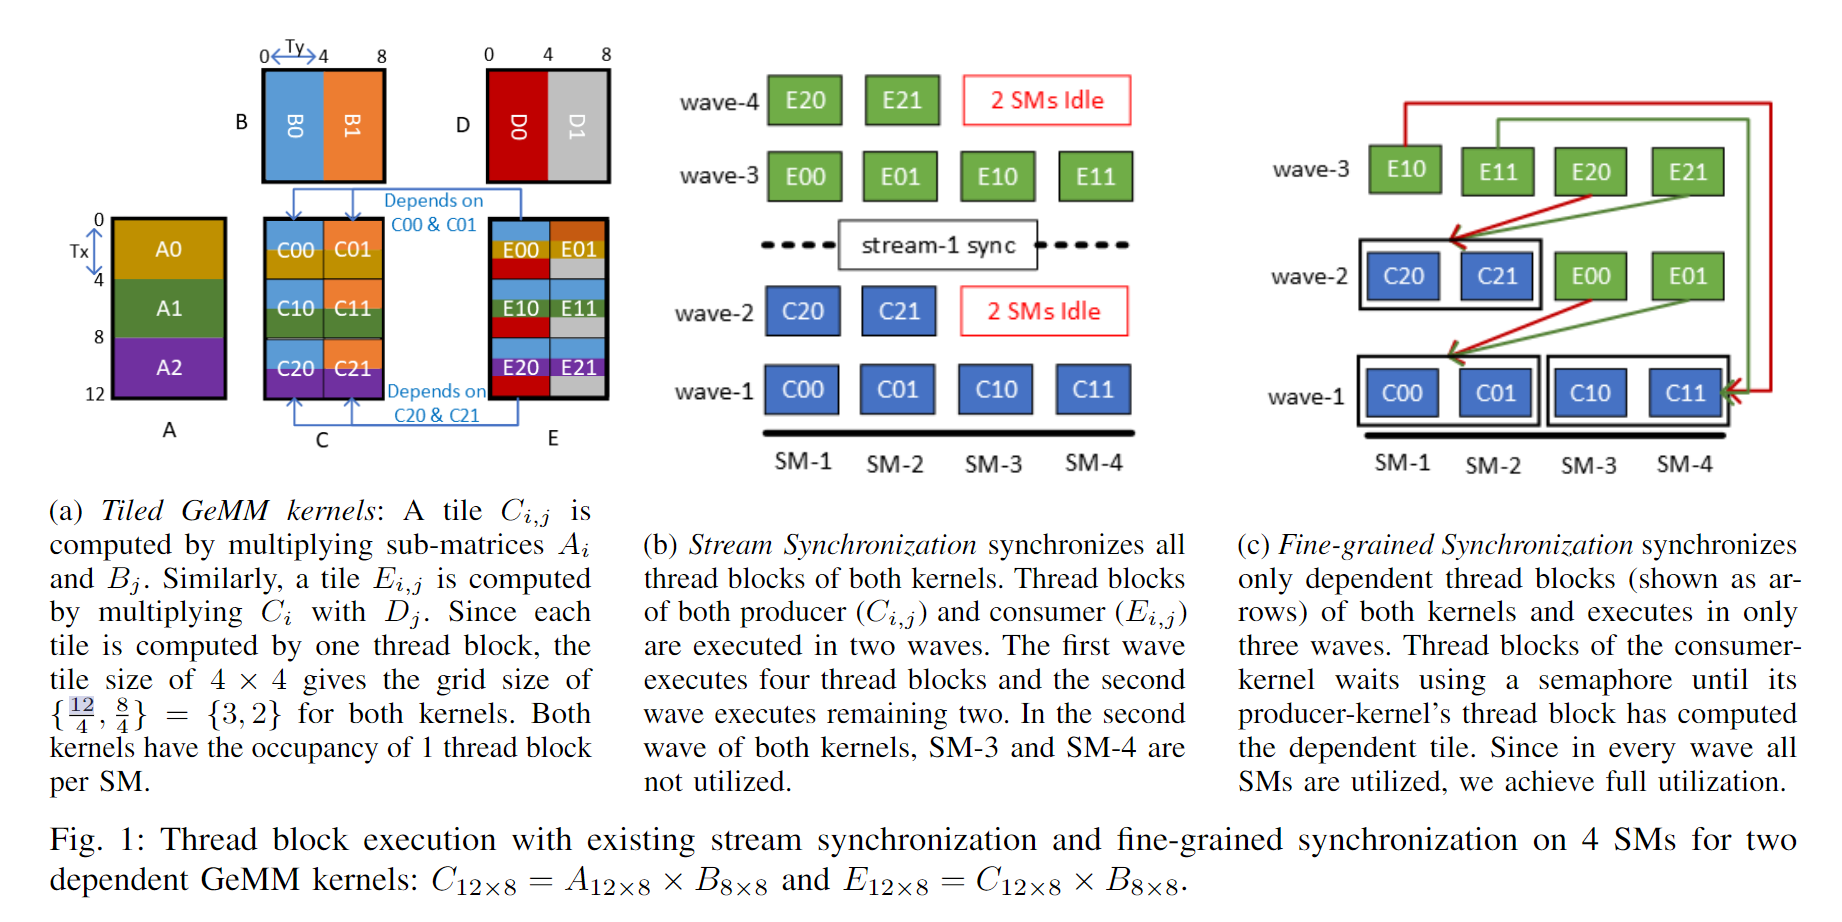 0 Ty 4 8
B
B0 B1
0 4 8
D
D0 D1
Depends on
C00 & C01
0
Tx
4
8
12
A0
A1
A2
A
C00 C01
C10 C11
C20 C21
C
E00 E01
E10 E11
E20 E21
E
Depends on
C20 & C21
wave-4 E20 E21 2 SMs Idle
wave-3 E00 E01 E10 E11
stream-1 sync
wave-2 C20 C21 2 SMs Idle
wave-1 C00 C01 C10 C11
SM-1 SM-2 SM-3 SM-4
wave-3 E10 E11 E20 E21
wave-2 C20 C21 E00 E01
wave-1 C00 C01 C10 C11
SM-1 SM-2 SM-3 SM-4
(a) Tiled GeMM kernels: A tile C_{i,j} is
computed by multiplying sub-matrices A_i
and B_j. Similarly, a tile E_{i,j} is computed
by multiplying C_i with D_j. Since each
tile is computed by one thread block, the
tile size of 4 × 4 gives the grid size of
{12/4, 8/4} = {3, 2} for both kernels. Both
kernels have the occupancy of 1 thread block
per SM.
(b) Stream Synchronization synchronizes all
thread blocks of both kernels. Thread blocks
of both producer (C_{i,j}) and consumer (E_{i,j})
are executed in two waves. The first wave
executes four thread blocks and the second
wave executes remaining two. In the second
wave of both kernels, SM-3 and SM-4 are
not utilized.
(c) Fine-grained Synchronization synchronizes
only dependent thread blocks (shown as ar-
rows) of both kernels and executes in only
three waves. Thread blocks of the consumer-
kernel waits using a semaphore until its
producer-kernel's thread block has computed
the dependent tile. Since in every wave all
SMs are utilized, we achieve full utilization.
Fig. 1: Thread block execution with existing stream synchronization and fine-grained synchronization on 4 SMs for two
dependent GeMM kernels: C_{12×8} = A_{12×8} × B_{8×8} and E_{12×8} = C_{12×8} × B_{8×8}.